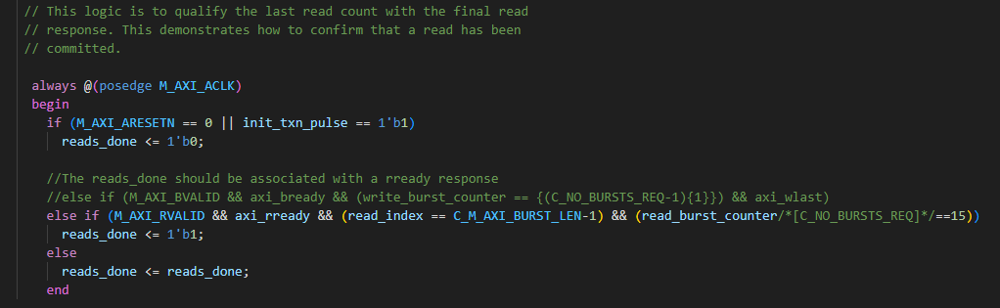 // This logic is to qualify the last read count with the final read
// response. This demonstrates how to confirm that a read has been
// committed.
always @(posedge M_AXI_ACLK)
begin
if (M_AXI_ARESETN == 0 || init_txn_pulse == 1'b1)
reads_done <= 1'b0;
//The reads_done should be associated with a rready response
//else if (M_AXI_BVALID && axi_bready && (write_burst_counter == {(C_NO_BURSTS_REQ-1){1}}) && axi_wlast)
else if (M_AXI_RVALID && axi_rready && (read_index == C_M_AXI_BURST_LEN-1) && (read_burst_counter/*[C_NO_BURSTS_REQ]*/==15))
reads_done <= 1'b1;
else
reads_done <= reads_done;
end